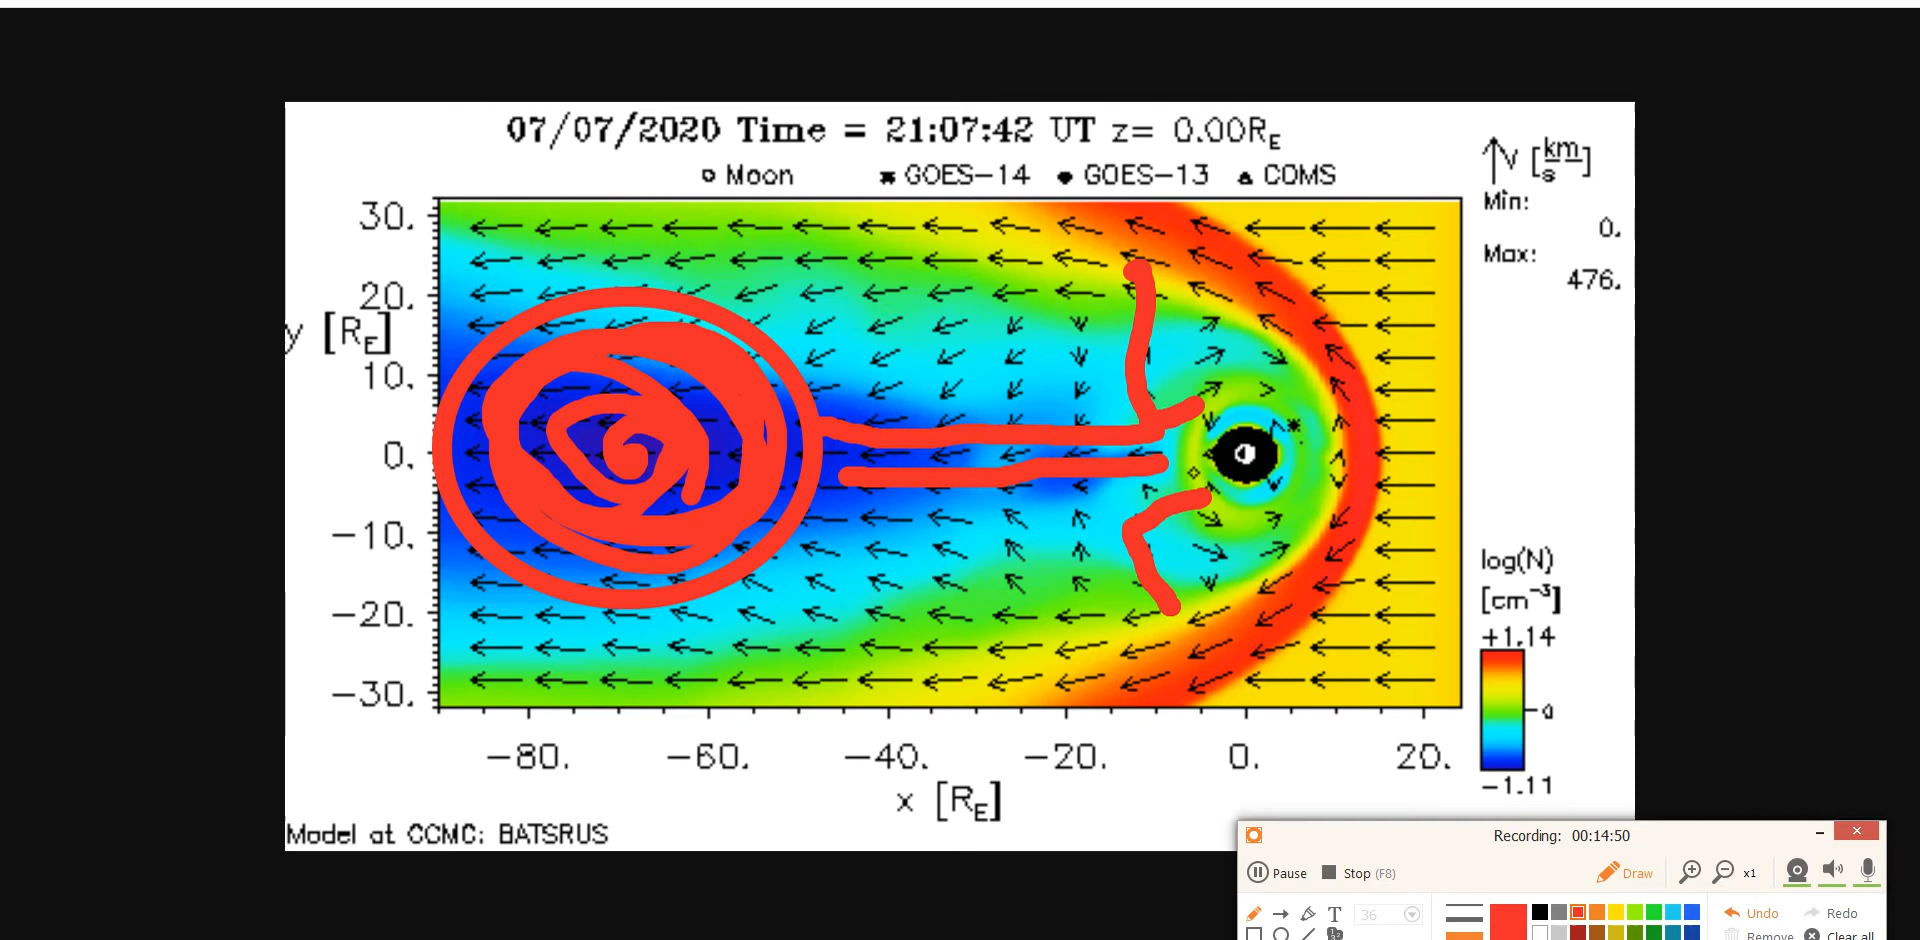 07/07/2020 Time = 21:07:42 UT z= 0.00RE
Moon GOES-14 GOES-13 COMS
V [km/s]
Min:
0.
Max:
476.
30.
20.
y [RE]
10.
0.
-10.
-20.
-30.
-80. -60. -40. -20. 0. 20.
x [RE]
log(N)
[cm-3]
+1.14
0
-1.11
Model at CCMC: BATSRUS
Recording: 00:14:50
Pause Stop (F8) Draw x1
T 36 Undo Redo
Remove Clear all